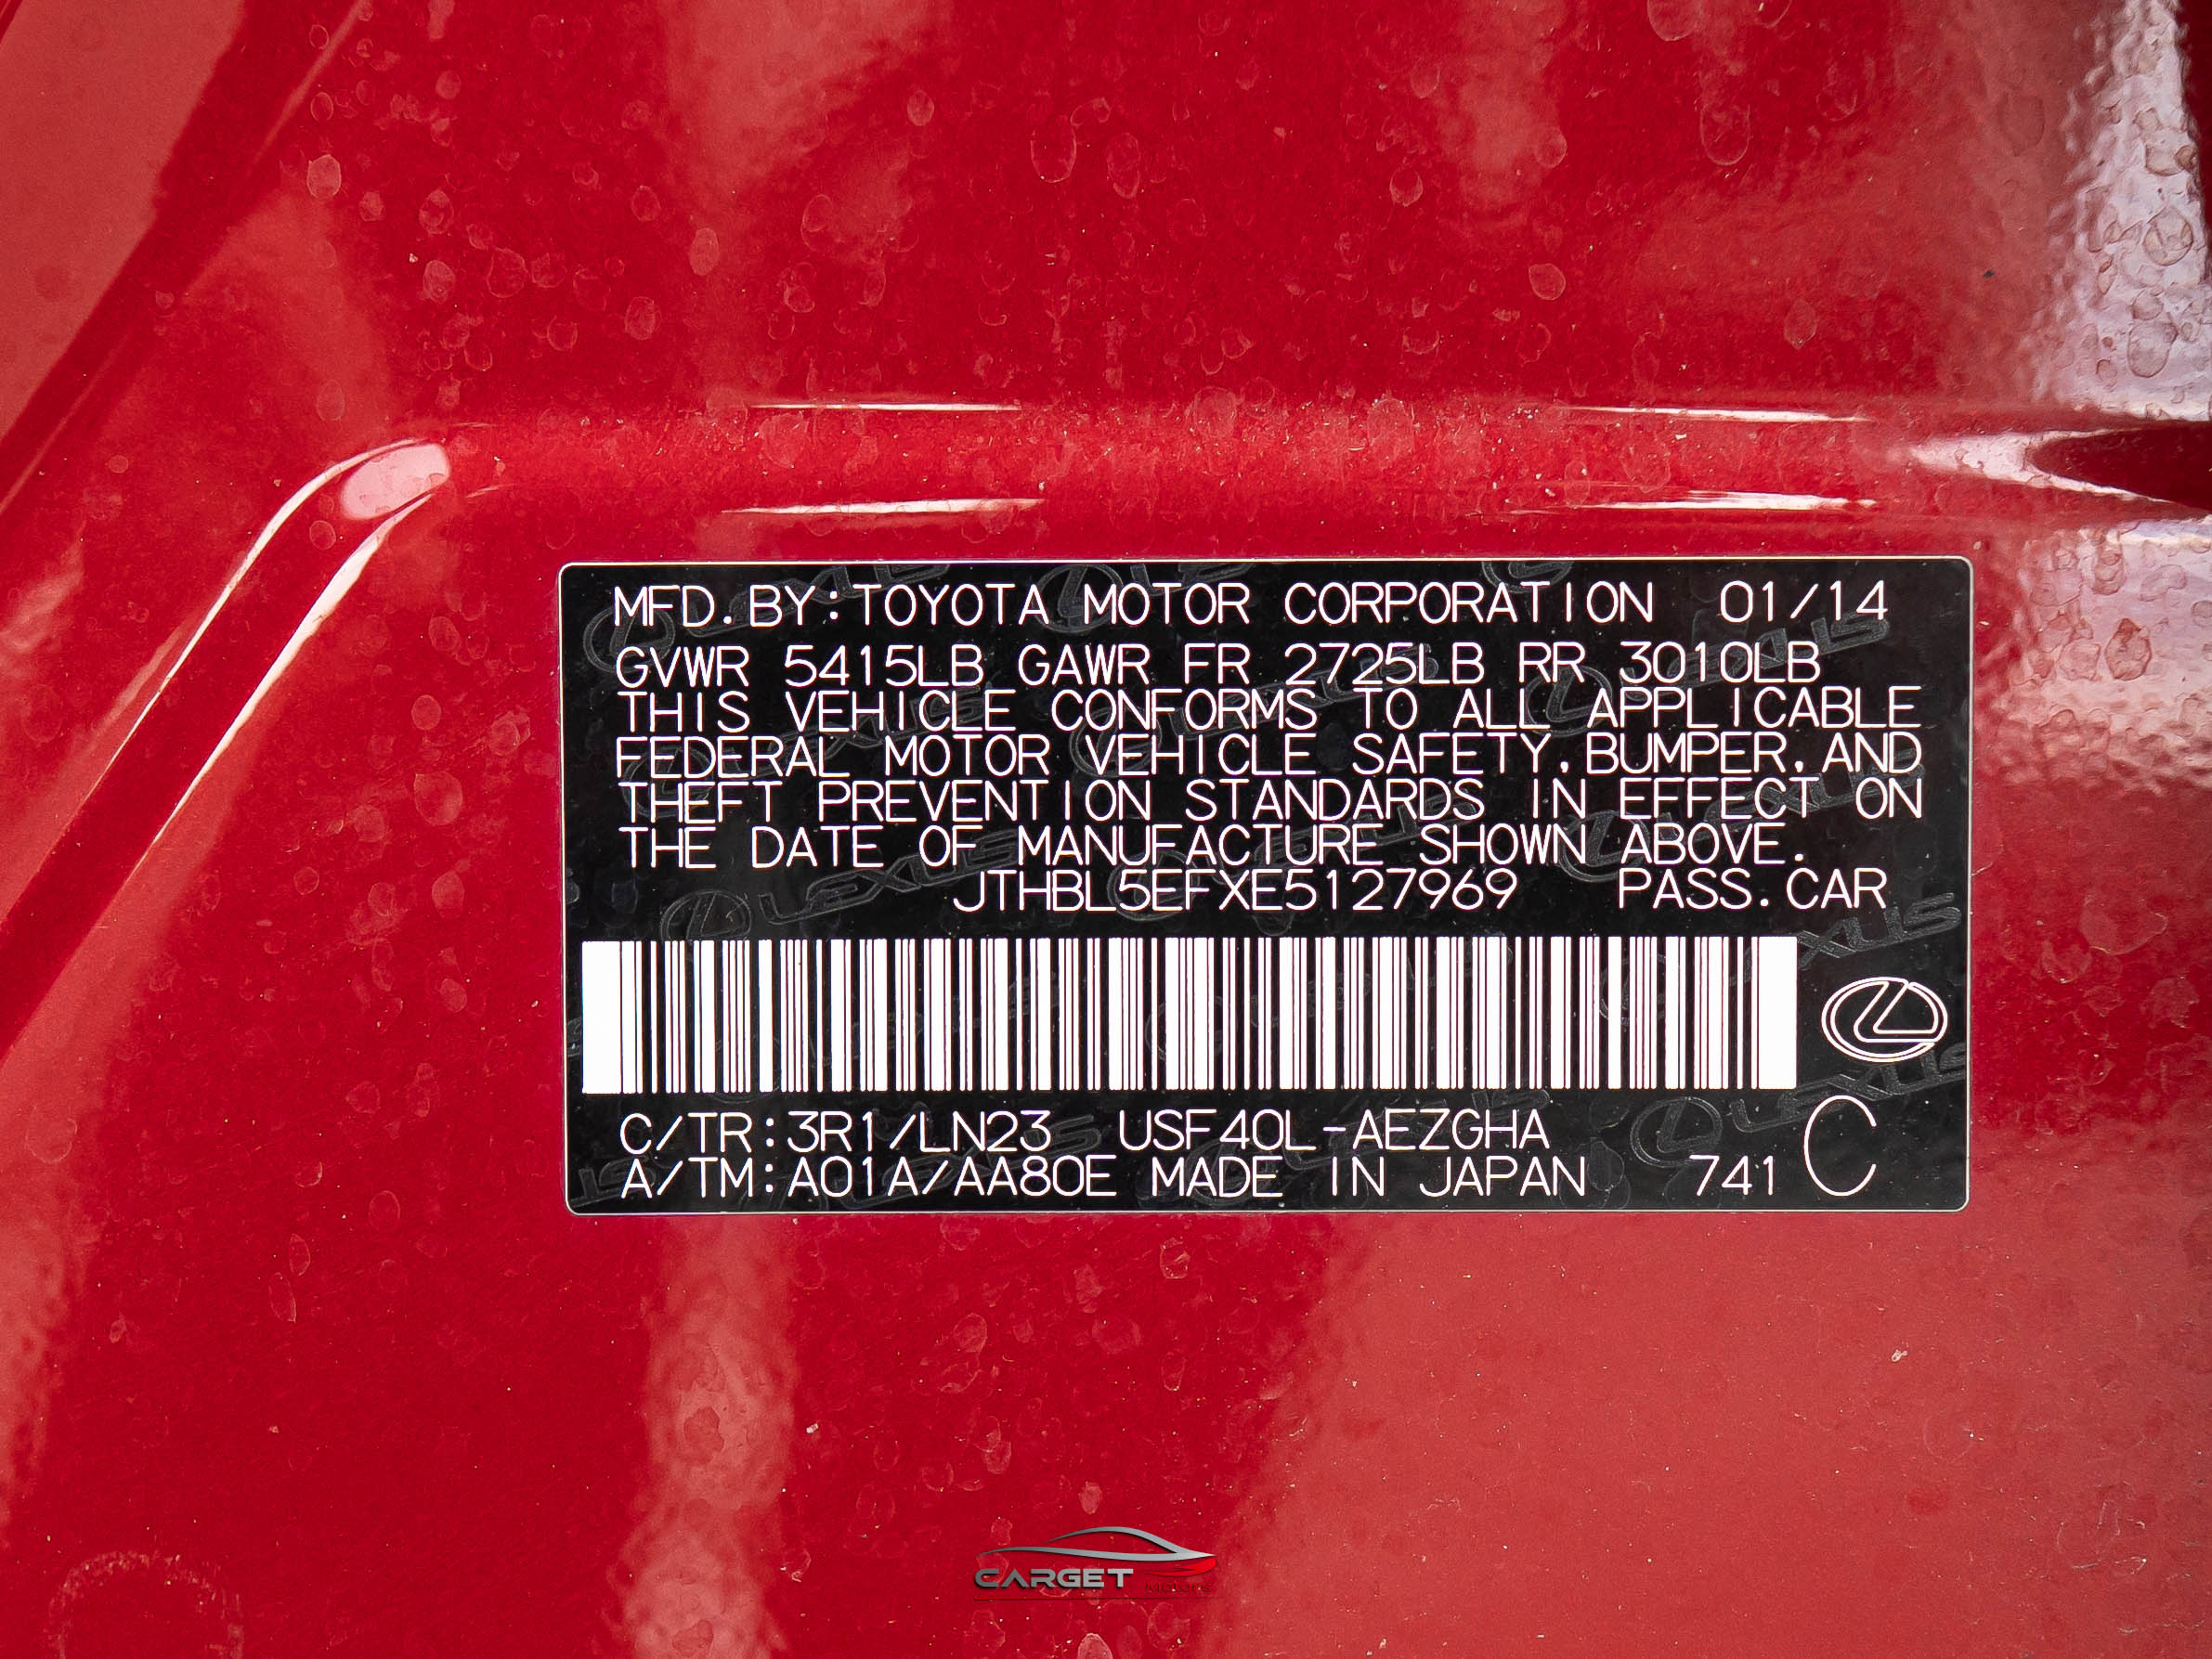 MFD.BY:TOYOTA MOTOR CORPORATION 01/14
GVWR 5415LB GAWR FR 2725LB RR 3010LB
THIS VEHICLE CONFORMS TO ALL APPLICABLE
FEDERAL MOTOR VEHICLE SAFETY,BUMPER,AND
THEFT PREVENTION STANDARDS IN EFFECT ON
THE DATE OF MANUFACTURE SHOWN ABOVE.
JTHBL5EFXE5127969 PASS.CAR
C/TR:3R1/LN23 USF40L-AEZGHA
A/TM:A01A/AA80E MADE IN JAPAN 741 C
CARGET